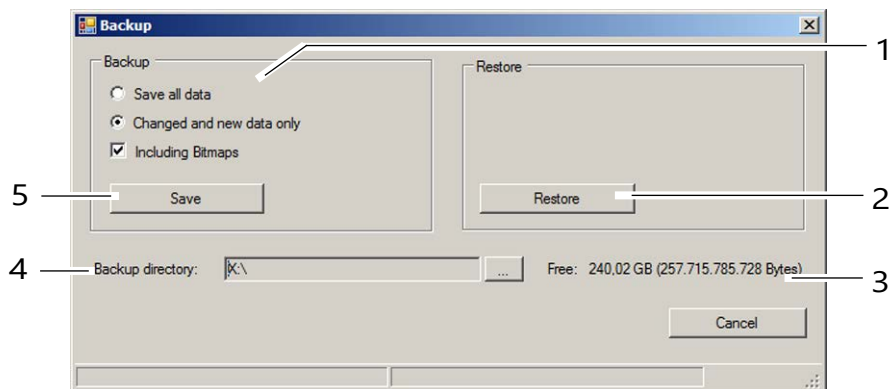 Backup
1
Backup
Restore
Save all data
Changed and new data only
Including Bitmaps
5
Save
Restore
2
4
Backup directory:
X:\
...
Free: 240,02 GB (257.715.785.728 Bytes)
3
Cancel